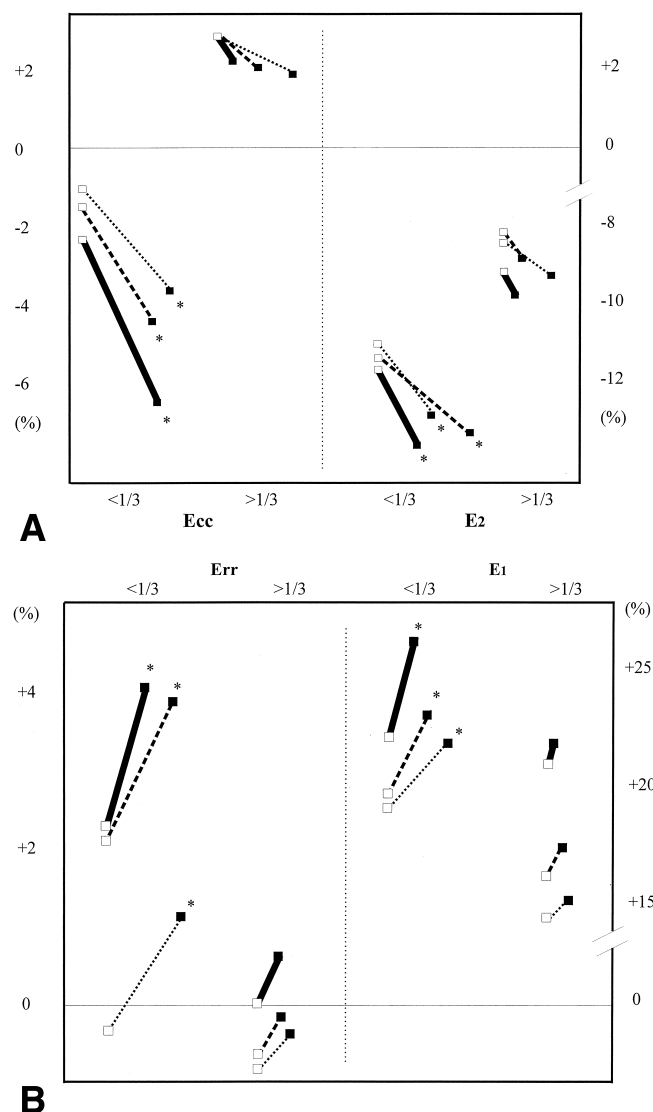 +2 +2
0 0
*
-2 -8
*
-4 -10
*
-6 -12
*
(%) (%)
*
*
<1/3 >1/3 <1/3 >1/3
Ecc E2
A
Err E1
<1/3 >1/3 <1/3 >1/3
(%) (%)
*
* +25
+4 * *
*
+20
+2
* +15
0 0
B